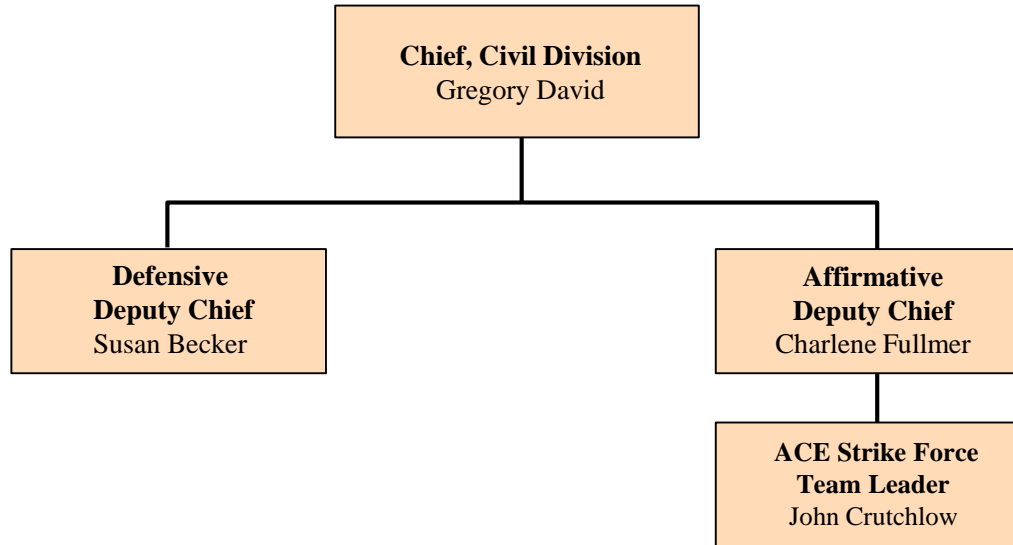 Chief, Civil Division
Gregory David
Defensive
Deputy Chief
Susan Becker
Affirmative
Deputy Chief
Charlene Fullmer
ACE Strike Force
Team Leader
John Crutchlow